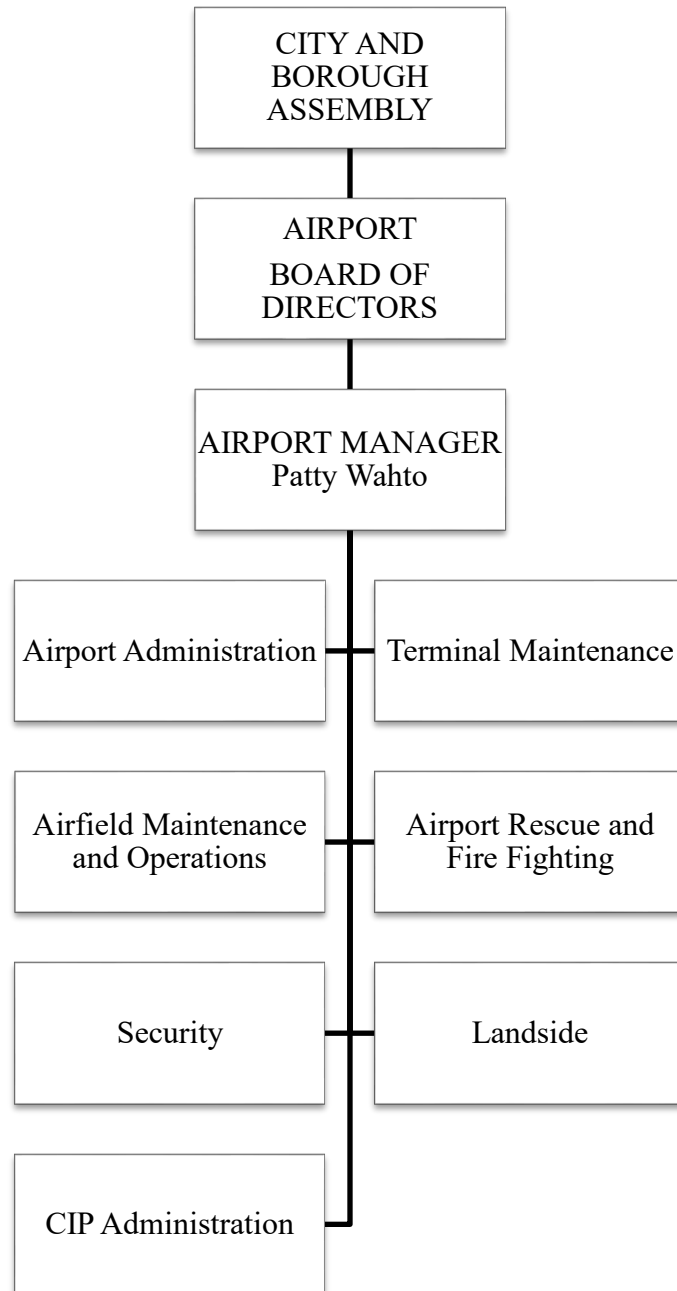 CITY AND
BOROUGH
ASSEMBLY
AIRPORT
BOARD OF
DIRECTORS
AIRPORT MANAGER
Patty Wahto
Airport Administration
Terminal Maintenance
Airfield Maintenance
and Operations
Airport Rescue and
Fire Fighting
Security
Landside
CIP Administration